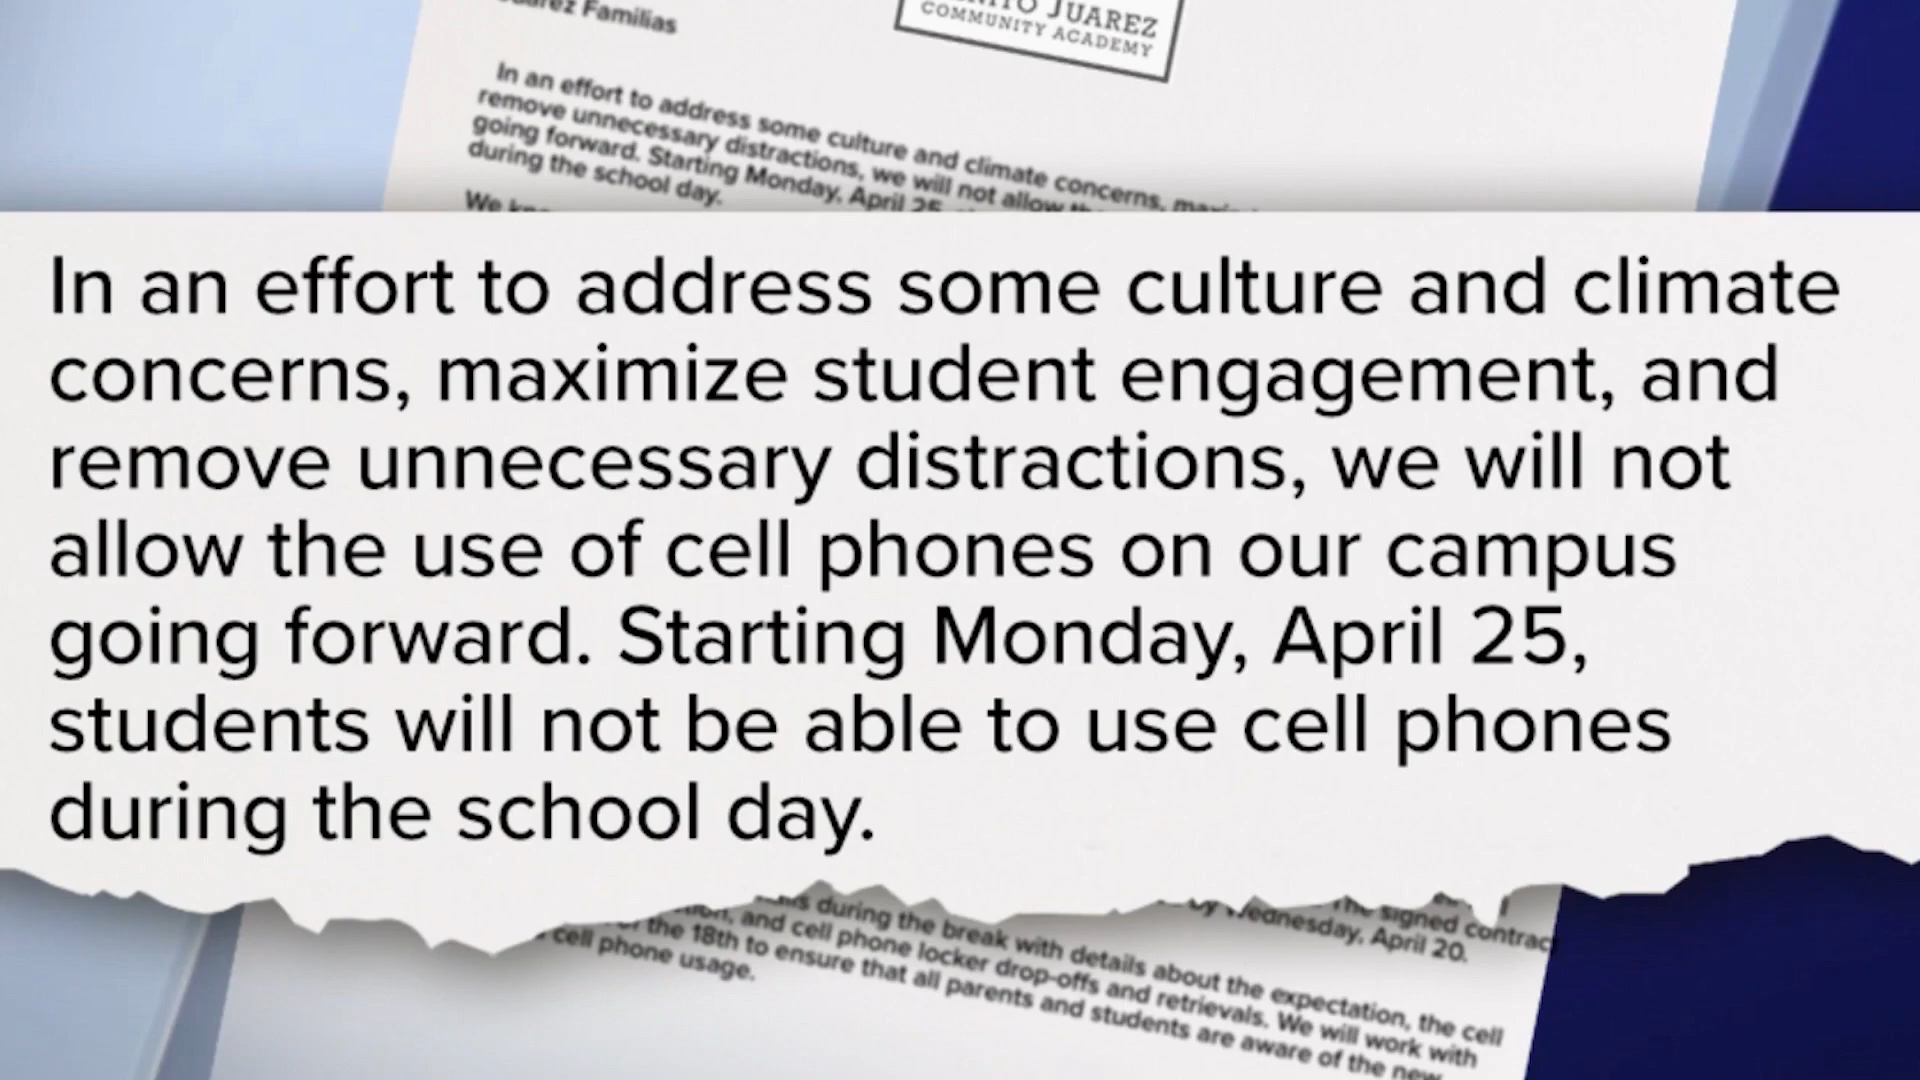 Familias
JUAREZ
COMMUNITY ACADEMY
In an effort to address some culture and climate concerns,
remove unnecessary distractions, we will not allow
going forward. Starting Monday, April 25,
during the school day.
We
In an effort to address some culture and climate
concerns, maximize student engagement, and
remove unnecessary distractions, we will not
allow the use of cell phones on our campus
going forward. Starting Monday, April 25,
students will not be able to use cell phones
during the school day.
The signed contract
by Wednesday, April 20.
during the break with details about the expectation, the cell
and cell phone locker drop-offs and retrievals. We will work with
the 18th to ensure that all parents and students are aware of the new
cell phone usage.